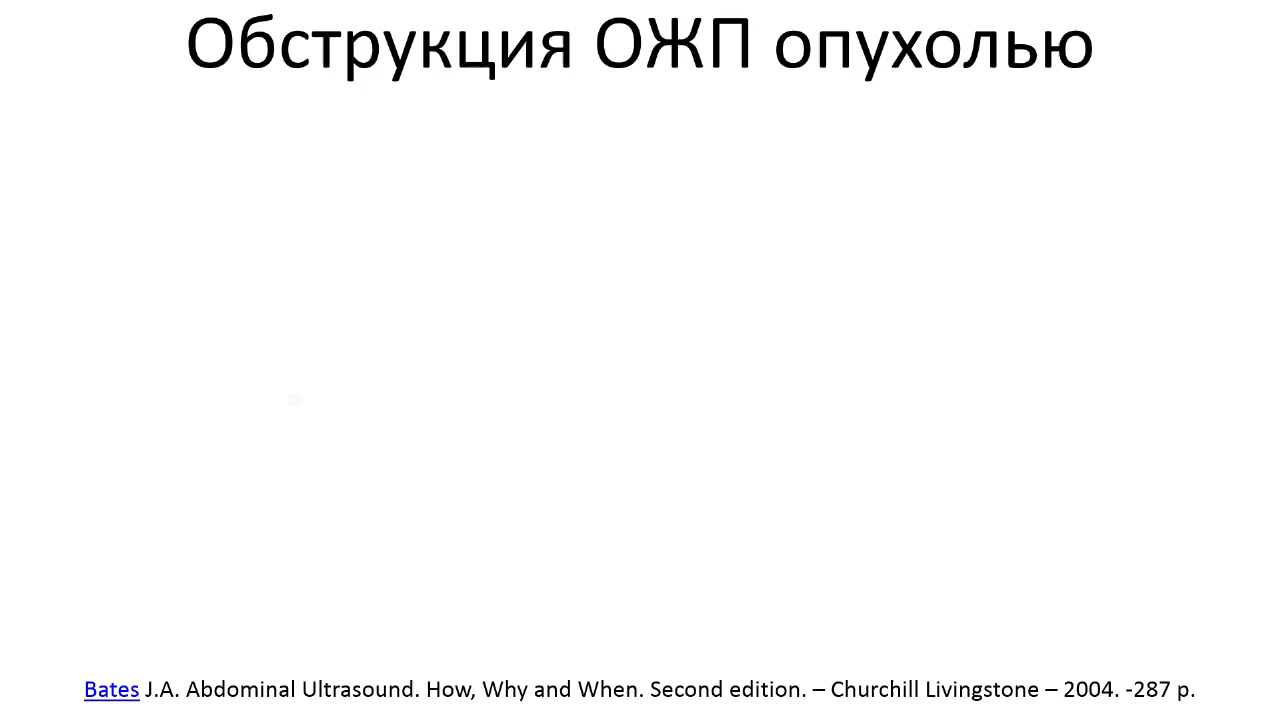 Обструкция ОЖП опухолью
Bates J.A. Abdominal Ultrasound. How, Why and When. Second edition. – Churchill Livingstone – 2004. -287 p.